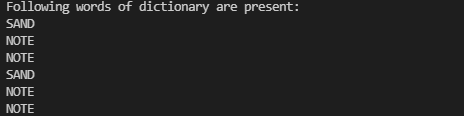 Following words of dictionary are present:
SAND
NOTE
NOTE
SAND
NOTE
NOTE